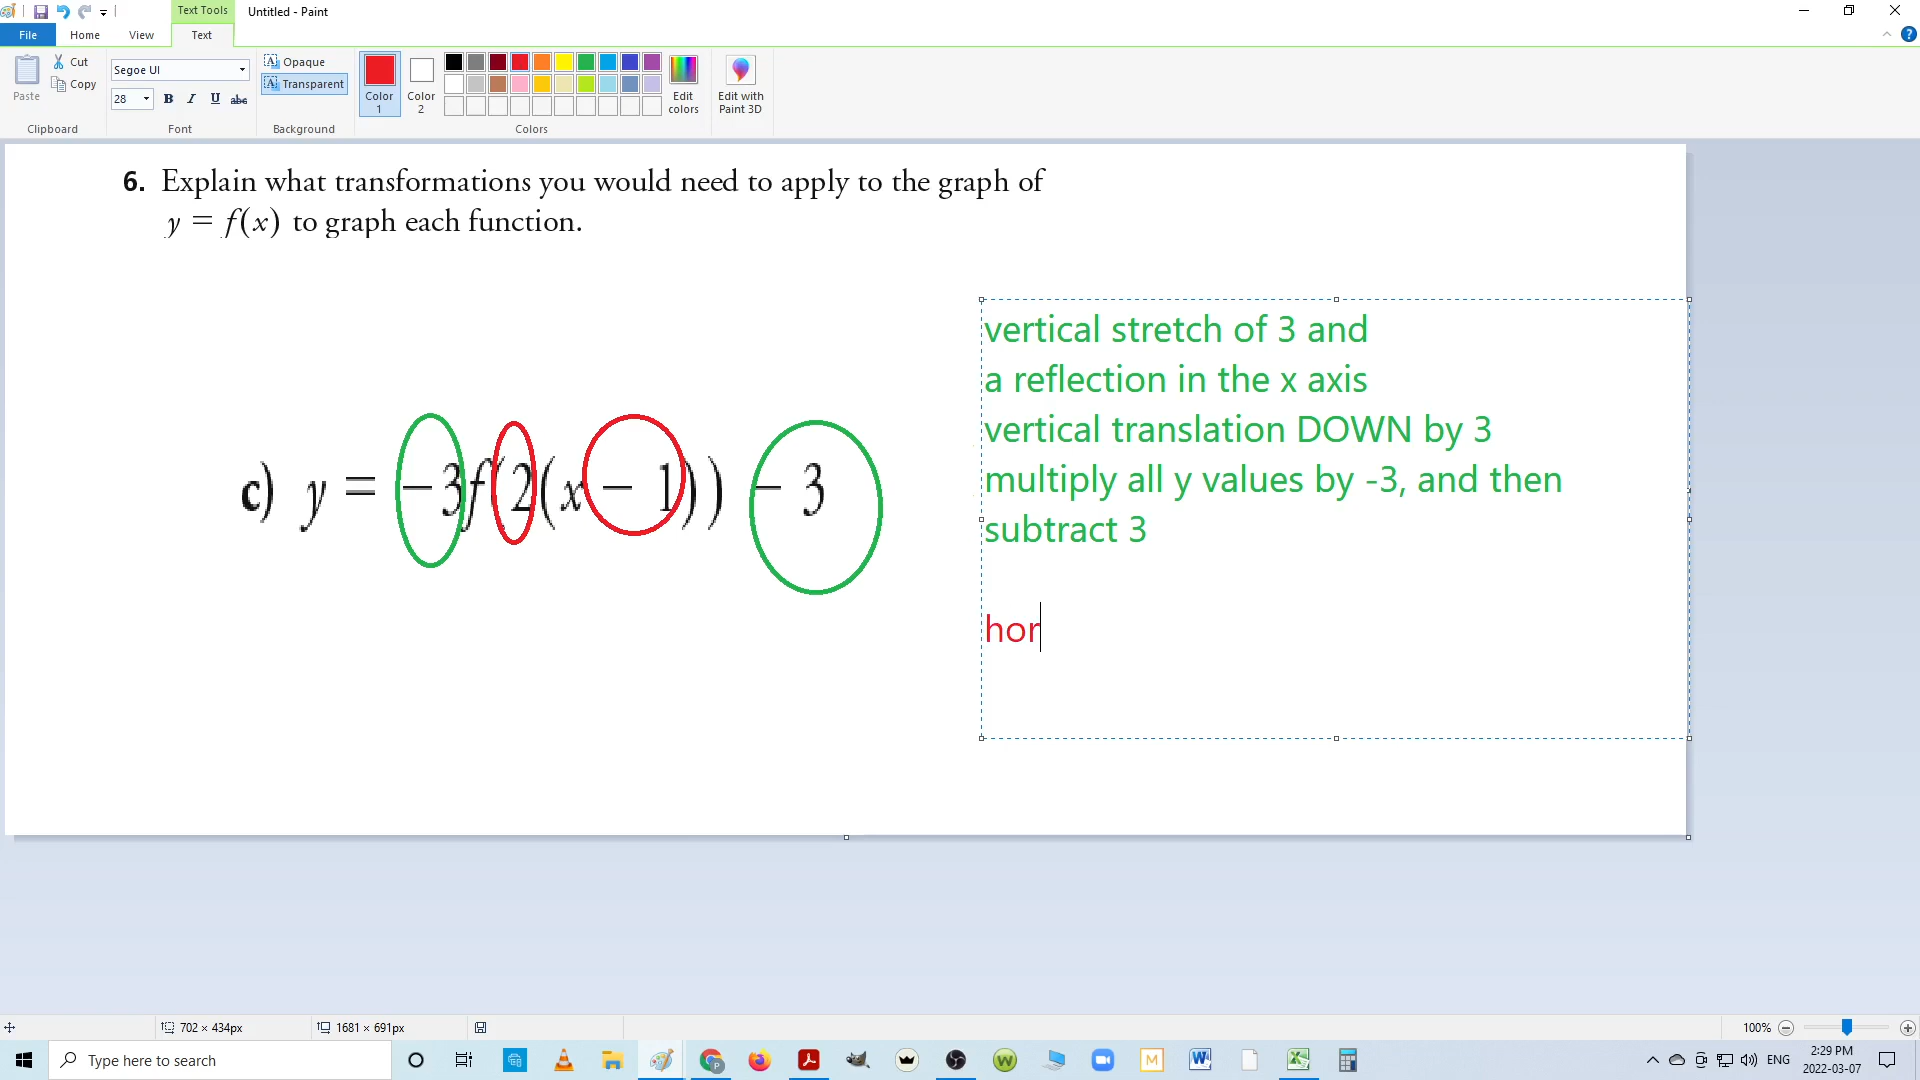 Text Tools
Untitled - Paint
File
Home
View
Text
Paste
Cut
Copy
Clipboard
Segoe UI
28
B I U abc
Font
Opaque
Transparent
Background
Color 1
Color 2
Edit colors
Colors
Edit with Paint 3D
6. Explain what transformations you would need to apply to the graph of
y = f(x) to graph each function.
c) y = −3f(2(x − 1)) − 3
vertical stretch of 3 and
a reflection in the x axis
vertical translation DOWN by 3
multiply all y values by -3, and then
subtract 3
hor
702 × 434px
1681 × 691px
100%
Type here to search
ENG
2:29 PM
2022-03-07